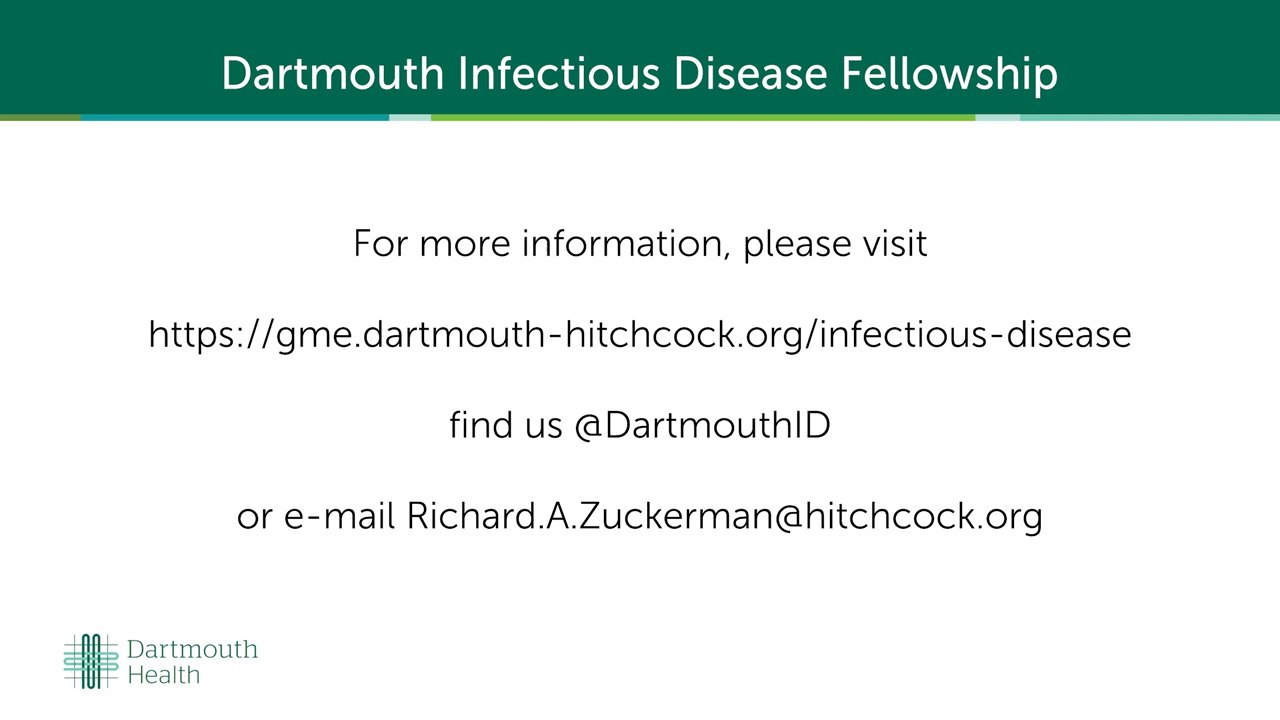 Dartmouth Infectious Disease Fellowship
For more information, please visit
https://gme.dartmouth-hitchcock.org/infectious-disease
find us @DartmouthID
or e-mail Richard.A.Zuckerman@hitchcock.org
Dartmouth
Health